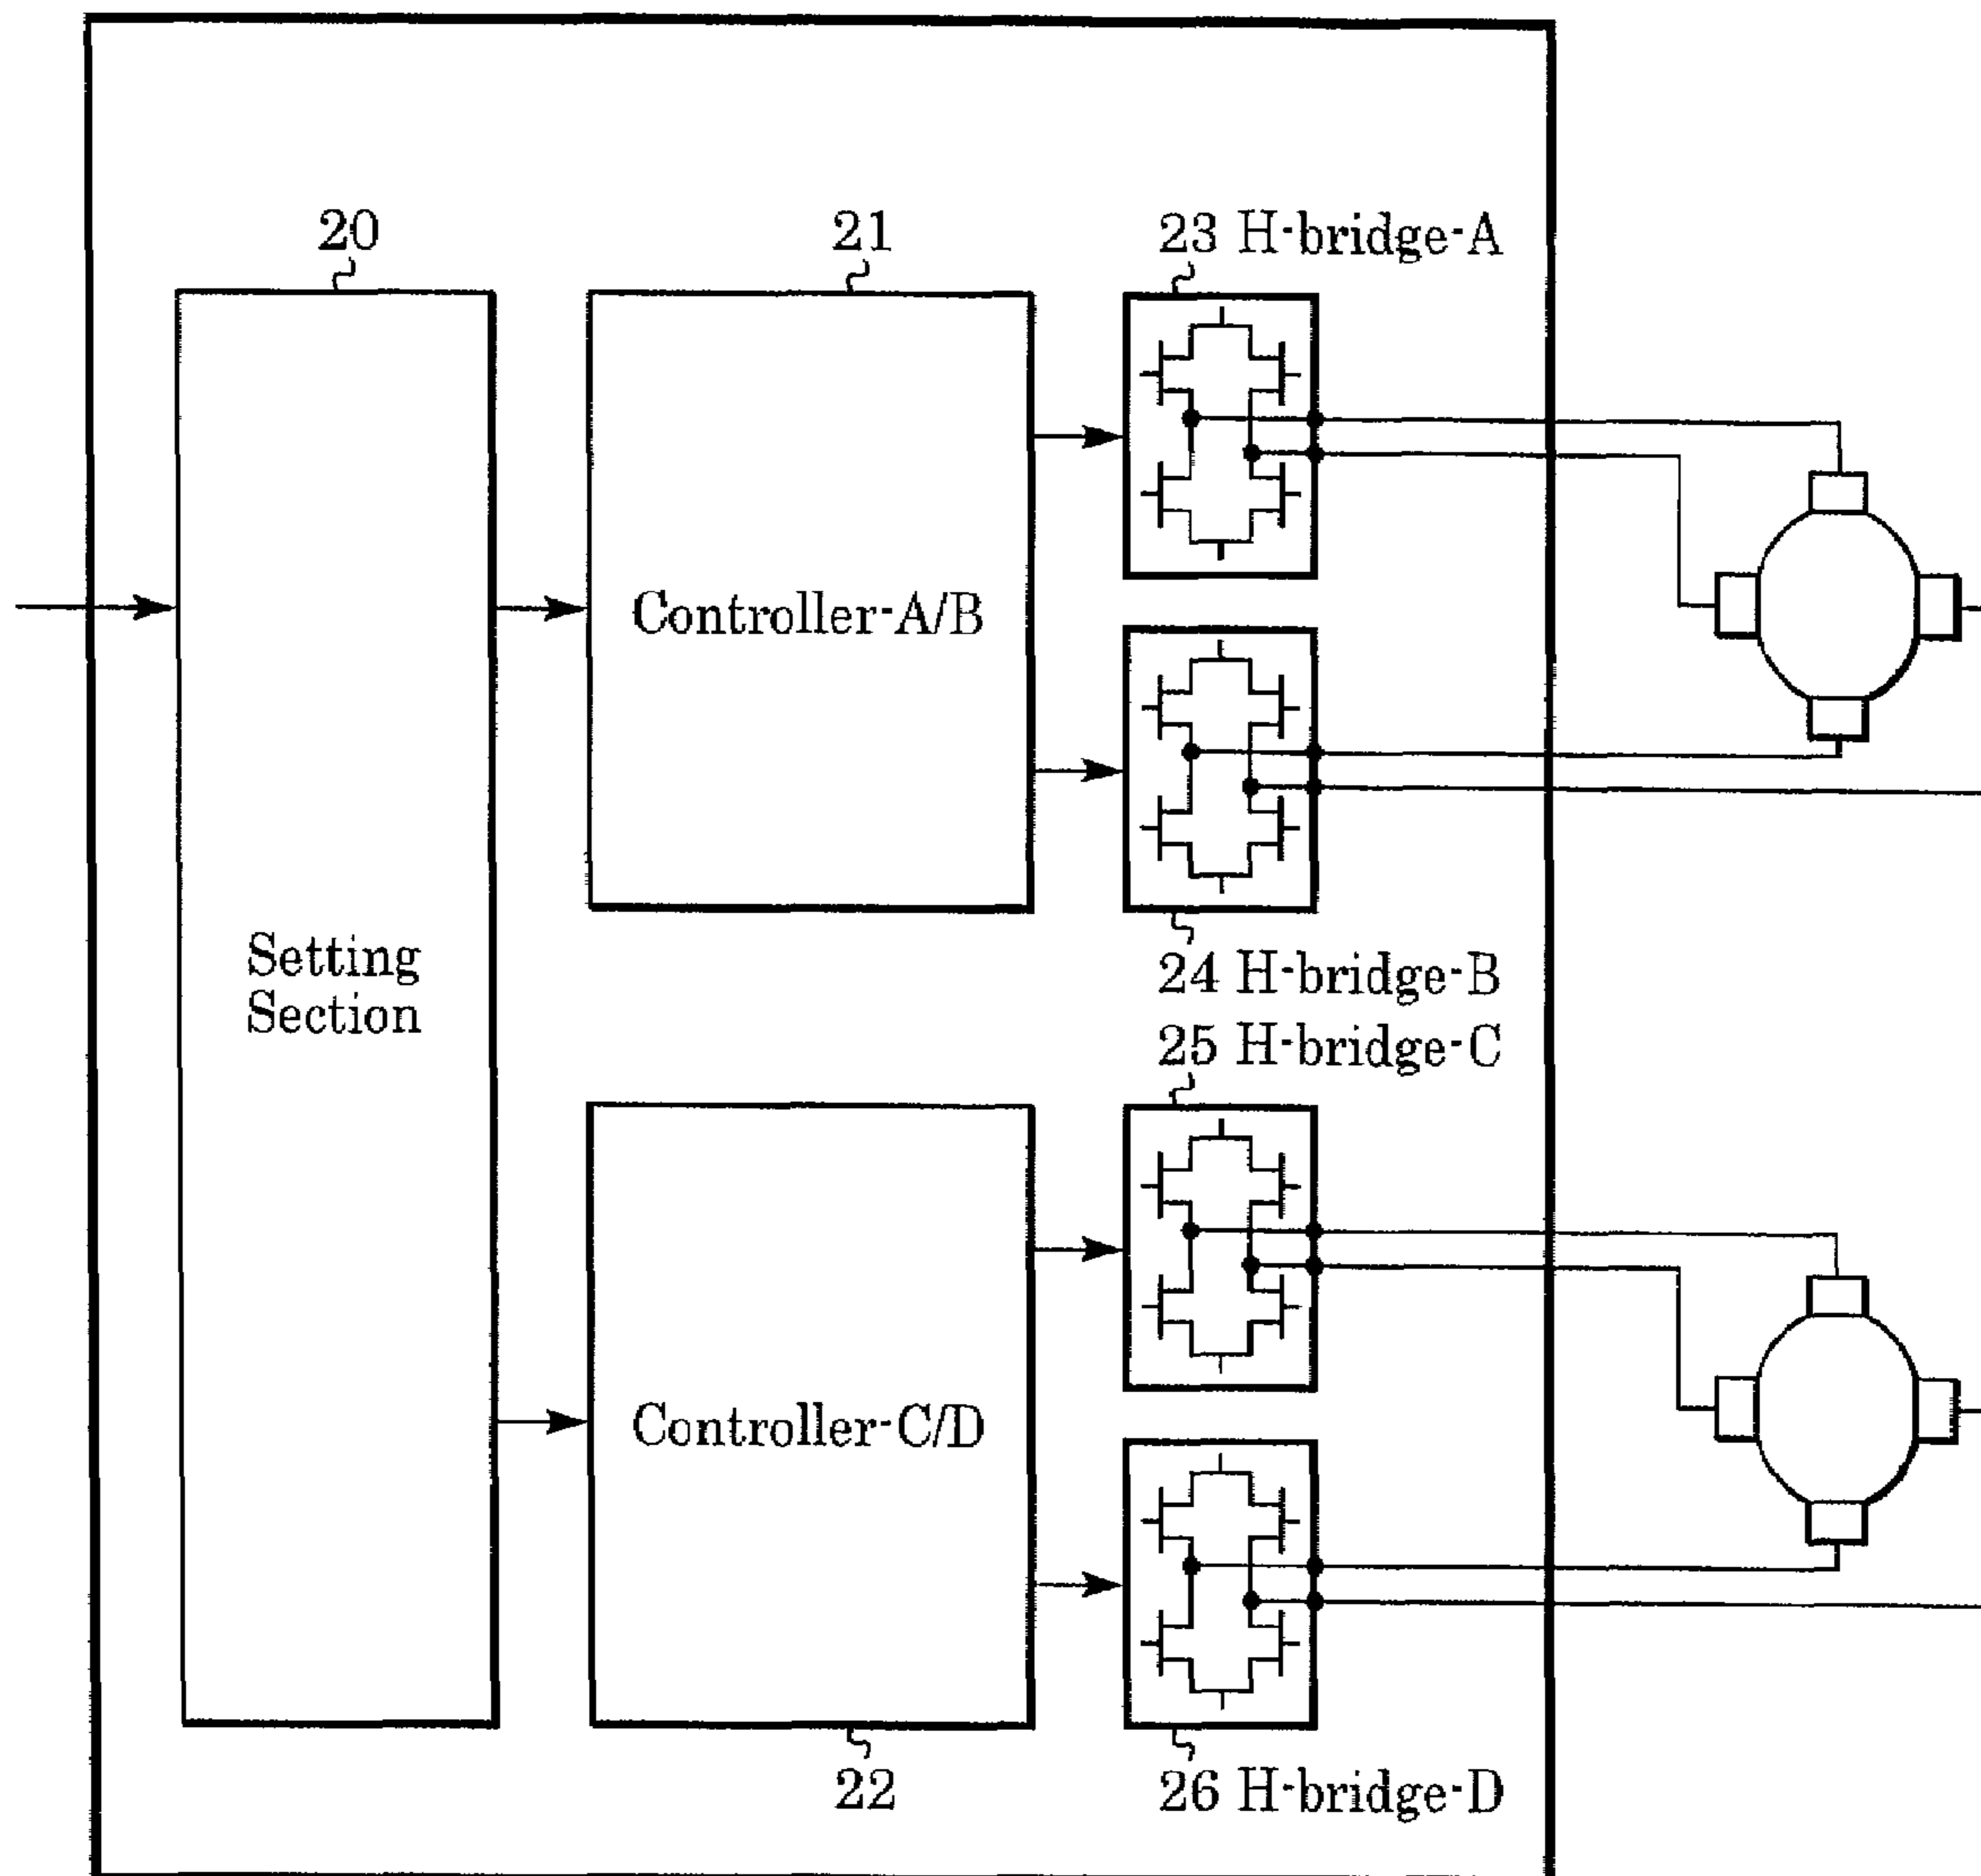 20
21
23 H-bridge-A
Controller-A/B
Setting
Section
24 H-bridge-B
25 H-bridge-C
Controller-C/D
22
26 H-bridge-D